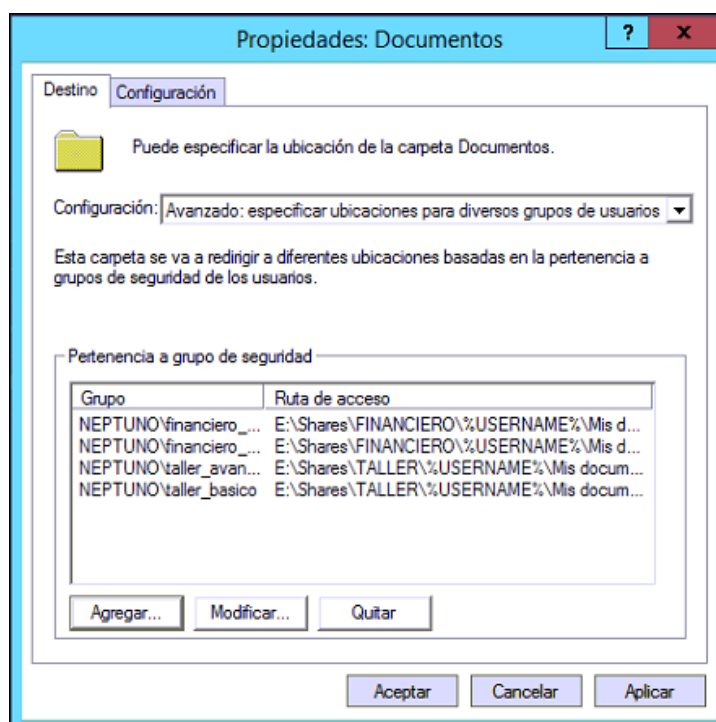 Propiedades: Documentos
?
x
Destino
Configuración
Puede especificar la ubicación de la carpeta Documentos.
Configuración: Avanzado: especificar ubicaciones para diversos grupos de usuarios
Esta carpeta se va a redirigir a diferentes ubicaciones basadas en la pertenencia a
grupos de seguridad de los usuarios.
Pertenencia a grupo de seguridad
Grupo Ruta de acceso
NEPTUNO\financiero_... E:\Shares\FINANCIERO\%USERNAME%\Mis d...
NEPTUNO\financiero_... E:\Shares\FINANCIERO\%USERNAME%\Mis d...
NEPTUNO\taller_avan... E:\Shares\TALLER\%USERNAME%\Mis docum...
NEPTUNO\taller_basico E:\Shares\TALLER\%USERNAME%\Mis docum...
Agregar... Modificar... Quitar
Aceptar Cancelar Aplicar